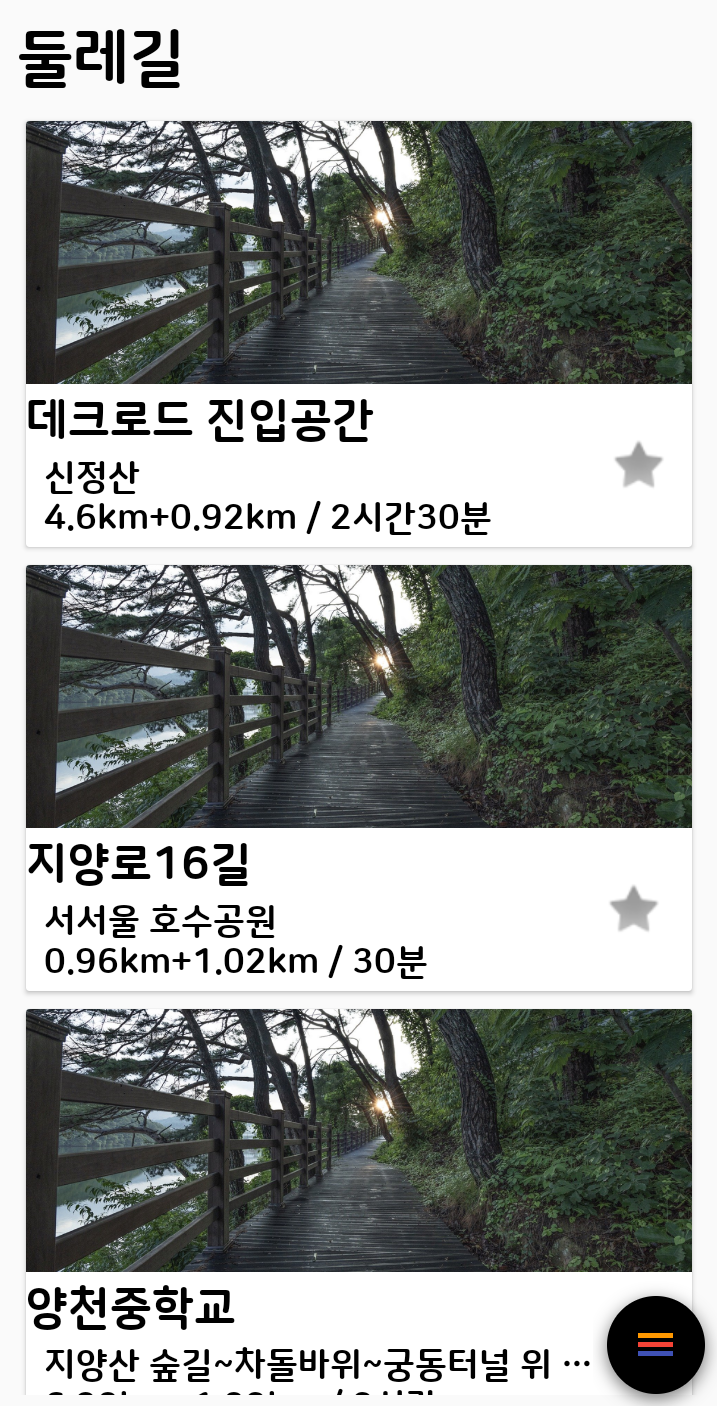 둘레길
데크로드 진입공간
신정산
4.6km+0.92km / 2시간30분
지양로16길
서서울 호수공원
0.96km+1.02km / 30분
양천중학교
지양산 숲길~차돌바위~궁동터널 위 …